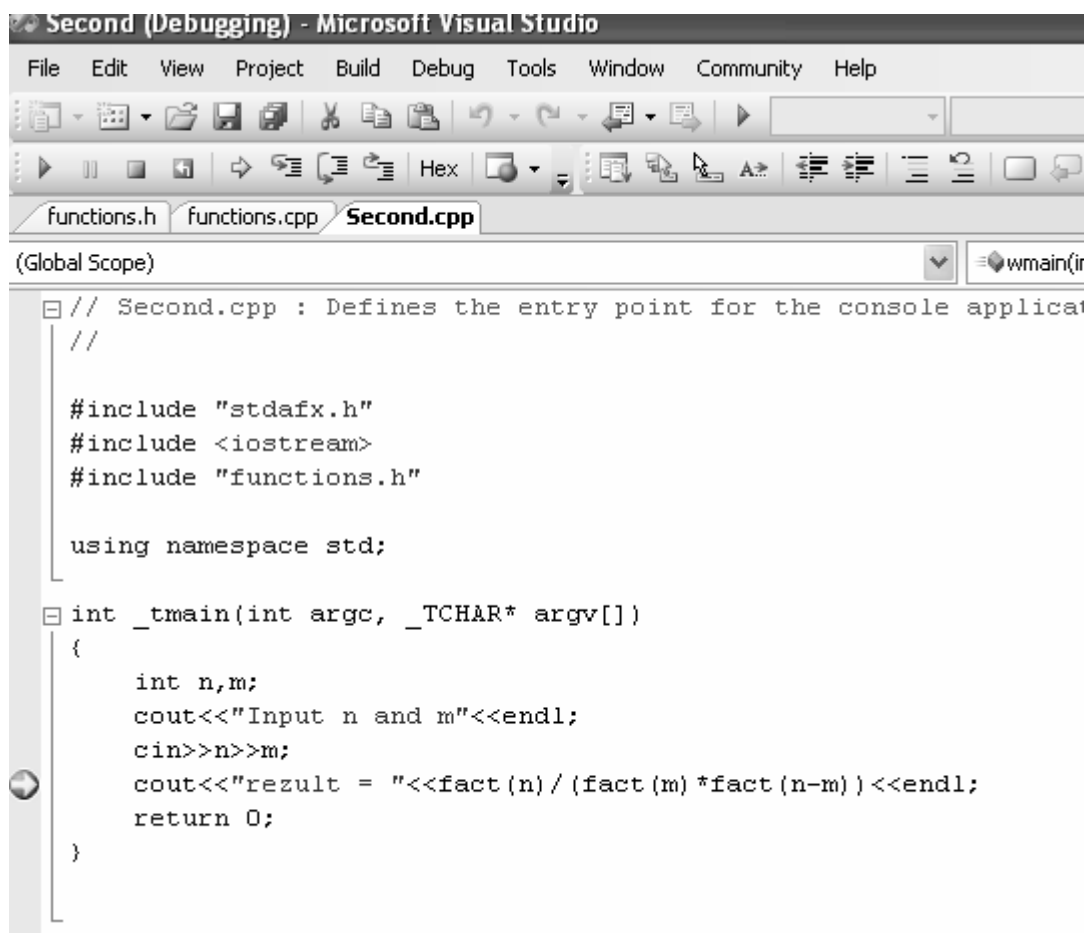 Second (Debugging) - Microsoft Visual Studio
File Edit View Project Build Debug Tools Window Community Help
Hex
functions.h functions.cpp Second.cpp
(Global Scope) wmain(in
// Second.cpp : Defines the entry point for the console applicat
//
#include "stdafx.h"
#include <iostream>
#include "functions.h"
using namespace std;
int _tmain(int argc, _TCHAR* argv[])
{
int n,m;
cout<<"Input n and m"<<endl;
cin>>n>>m;
cout<<"rezult = "<<fact(n)/(fact(m)*fact(n-m))<<endl;
return 0;
}